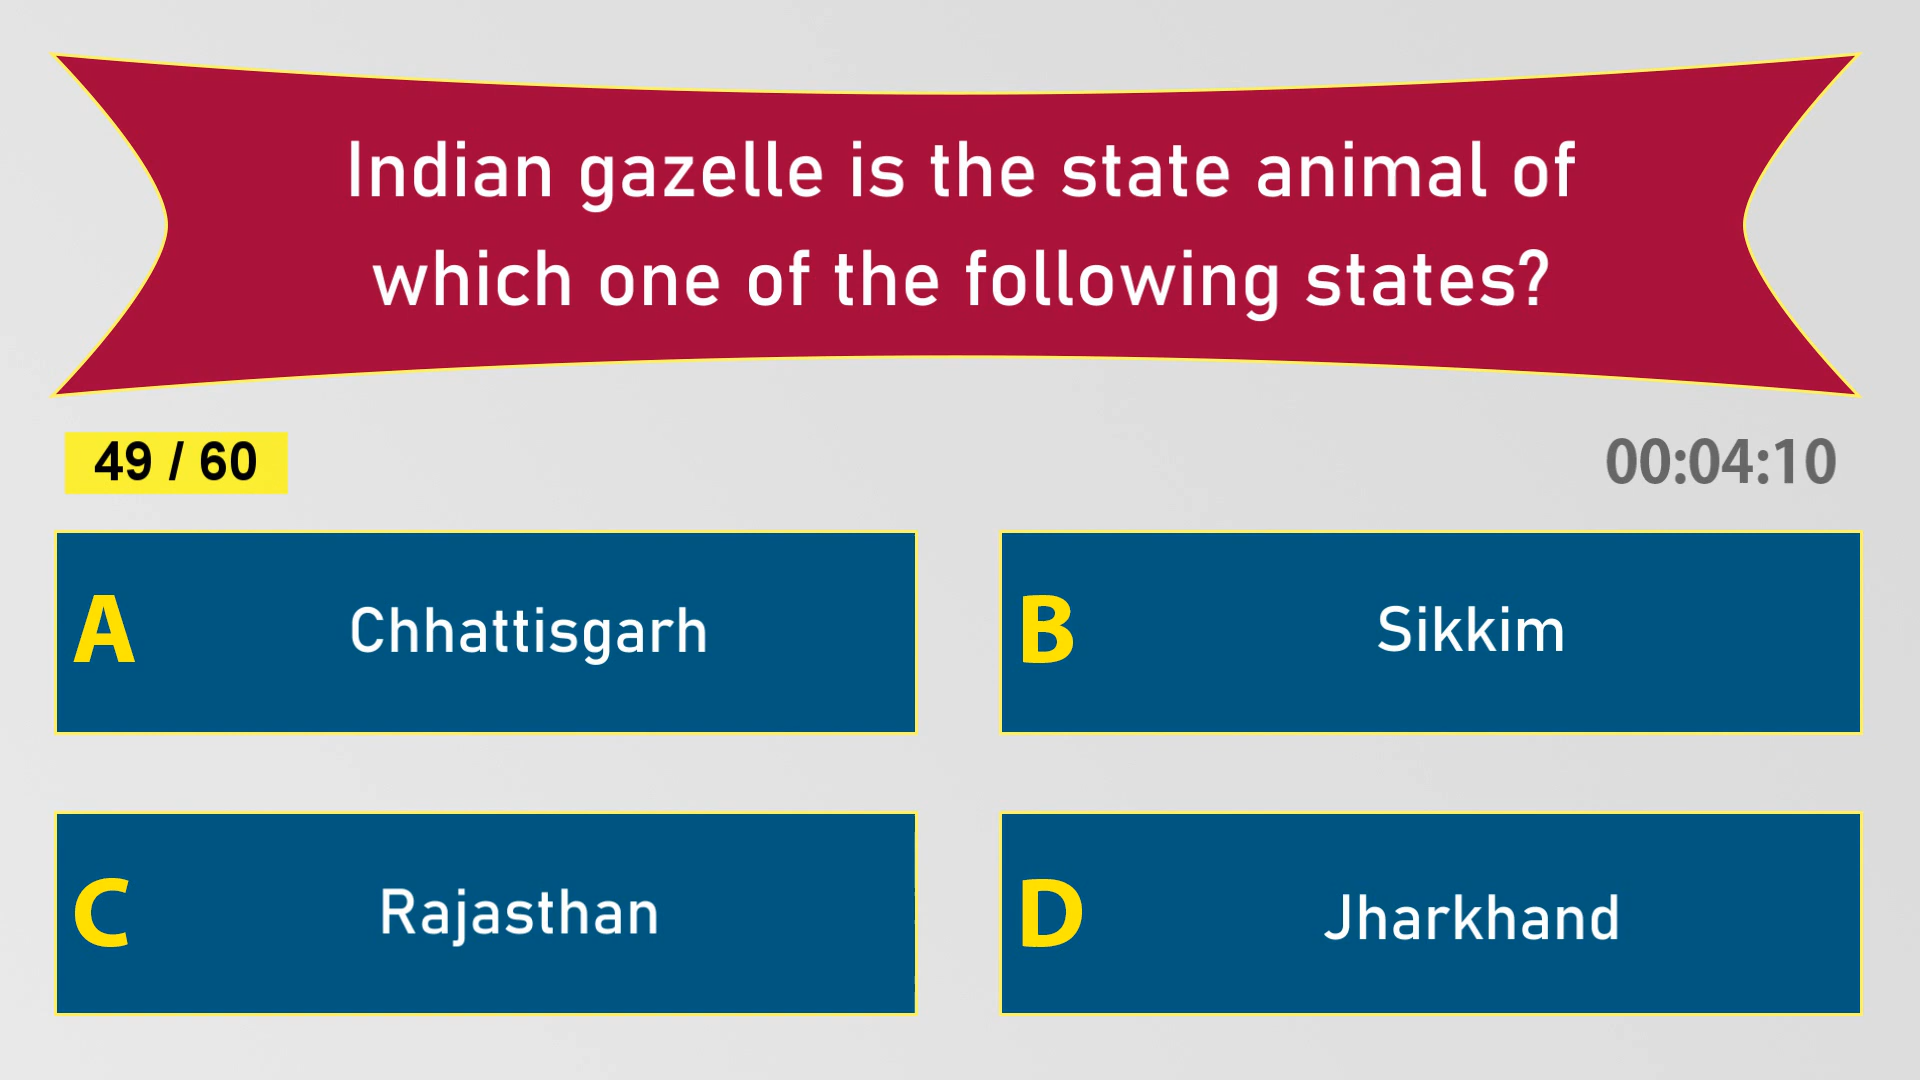 Indian gazelle is the state animal of
which one of the following states?
49 / 60
00:04:10
A Chhattisgarh
B Sikkim
C Rajasthan
D Jharkhand